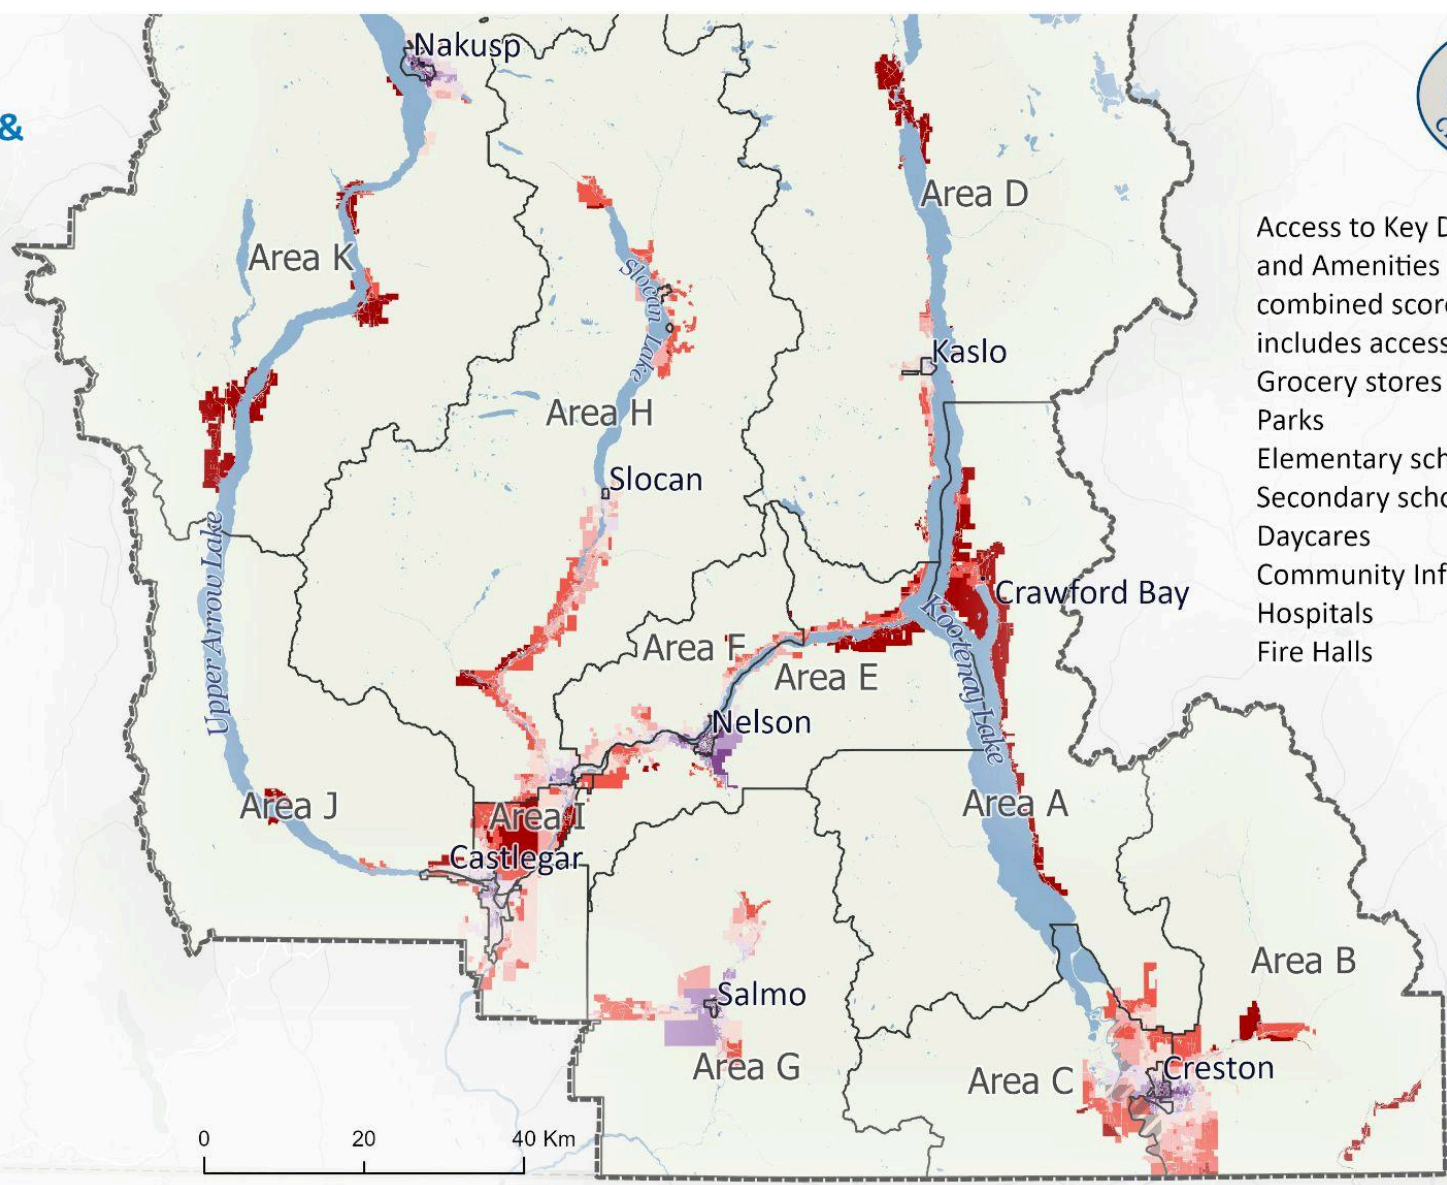 &
Nakusp
Area D
Area K
Slocan Lake
Kaslo
Area H
Slocan
Upper Arrow Lake
Crawford Bay
Kootenay Lake
Area F
Area E
Nelson
Area J
Area I
Area A
Castlegar
Area B
Salmo
Area G
Area C
Creston
0 20 40 Km
Access to Key D
and Amenities
combined scor
includes access
Grocery stores
Parks
Elementary sch
Secondary scho
Daycares
Community Inf
Hospitals
Fire Halls